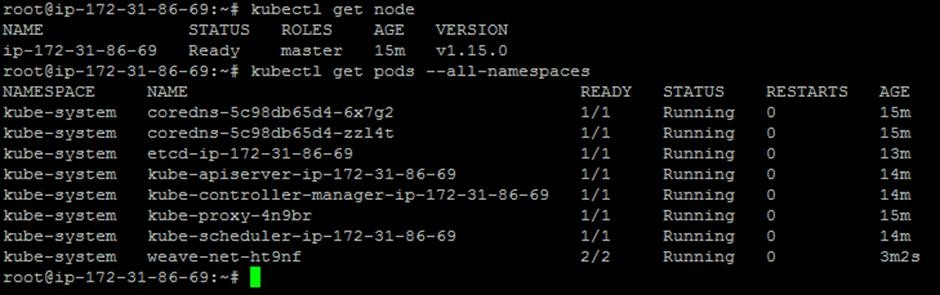 root@ip-172-31-86-69:~# kubectl get node
NAME STATUS ROLES AGE VERSION
ip-172-31-86-69 Ready master 15m v1.15.0
root@ip-172-31-86-69:~# kubectl get pods --all-namespaces
NAMESPACE NAME READY STATUS RESTARTS AGE
kube-system coredns-5c98db65d4-6x7g2 1/1 Running 0 15m
kube-system coredns-5c98db65d4-zzl4t 1/1 Running 0 15m
kube-system etcd-ip-172-31-86-69 1/1 Running 0 13m
kube-system kube-apiserver-ip-172-31-86-69 1/1 Running 0 14m
kube-system kube-controller-manager-ip-172-31-86-69 1/1 Running 0 14m
kube-system kube-proxy-4n9br 1/1 Running 0 15m
kube-system kube-scheduler-ip-172-31-86-69 1/1 Running 0 14m
kube-system weave-net-ht9nf 2/2 Running 0 3m2s
root@ip-172-31-86-69:~#